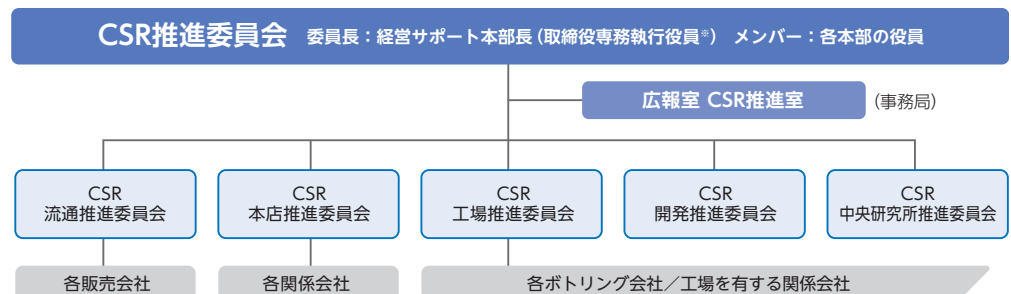 CSR推進委員会 委員長：経営サポート本部長（取締役専務執行役員※） メンバー：各本部の役員
広報室 CSR推進室 （事務局）
CSR
流通推進委員会
CSR
本店推進委員会
CSR
工場推進委員会
CSR
開発推進委員会
CSR
中央研究所推進委員会
各販売会社
各関係会社
各ボトリング会社／工場を有する関係会社